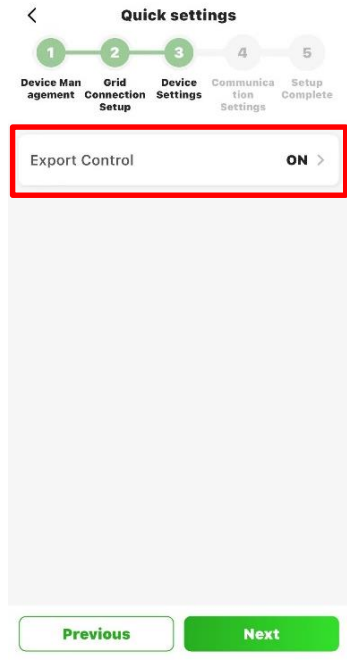 Quick settings
1 2 3 4 5
Device Man Grid Device Communica Setup
agement Connection Settings tion Complete
Setup Settings
Export Control ON
Previous Next